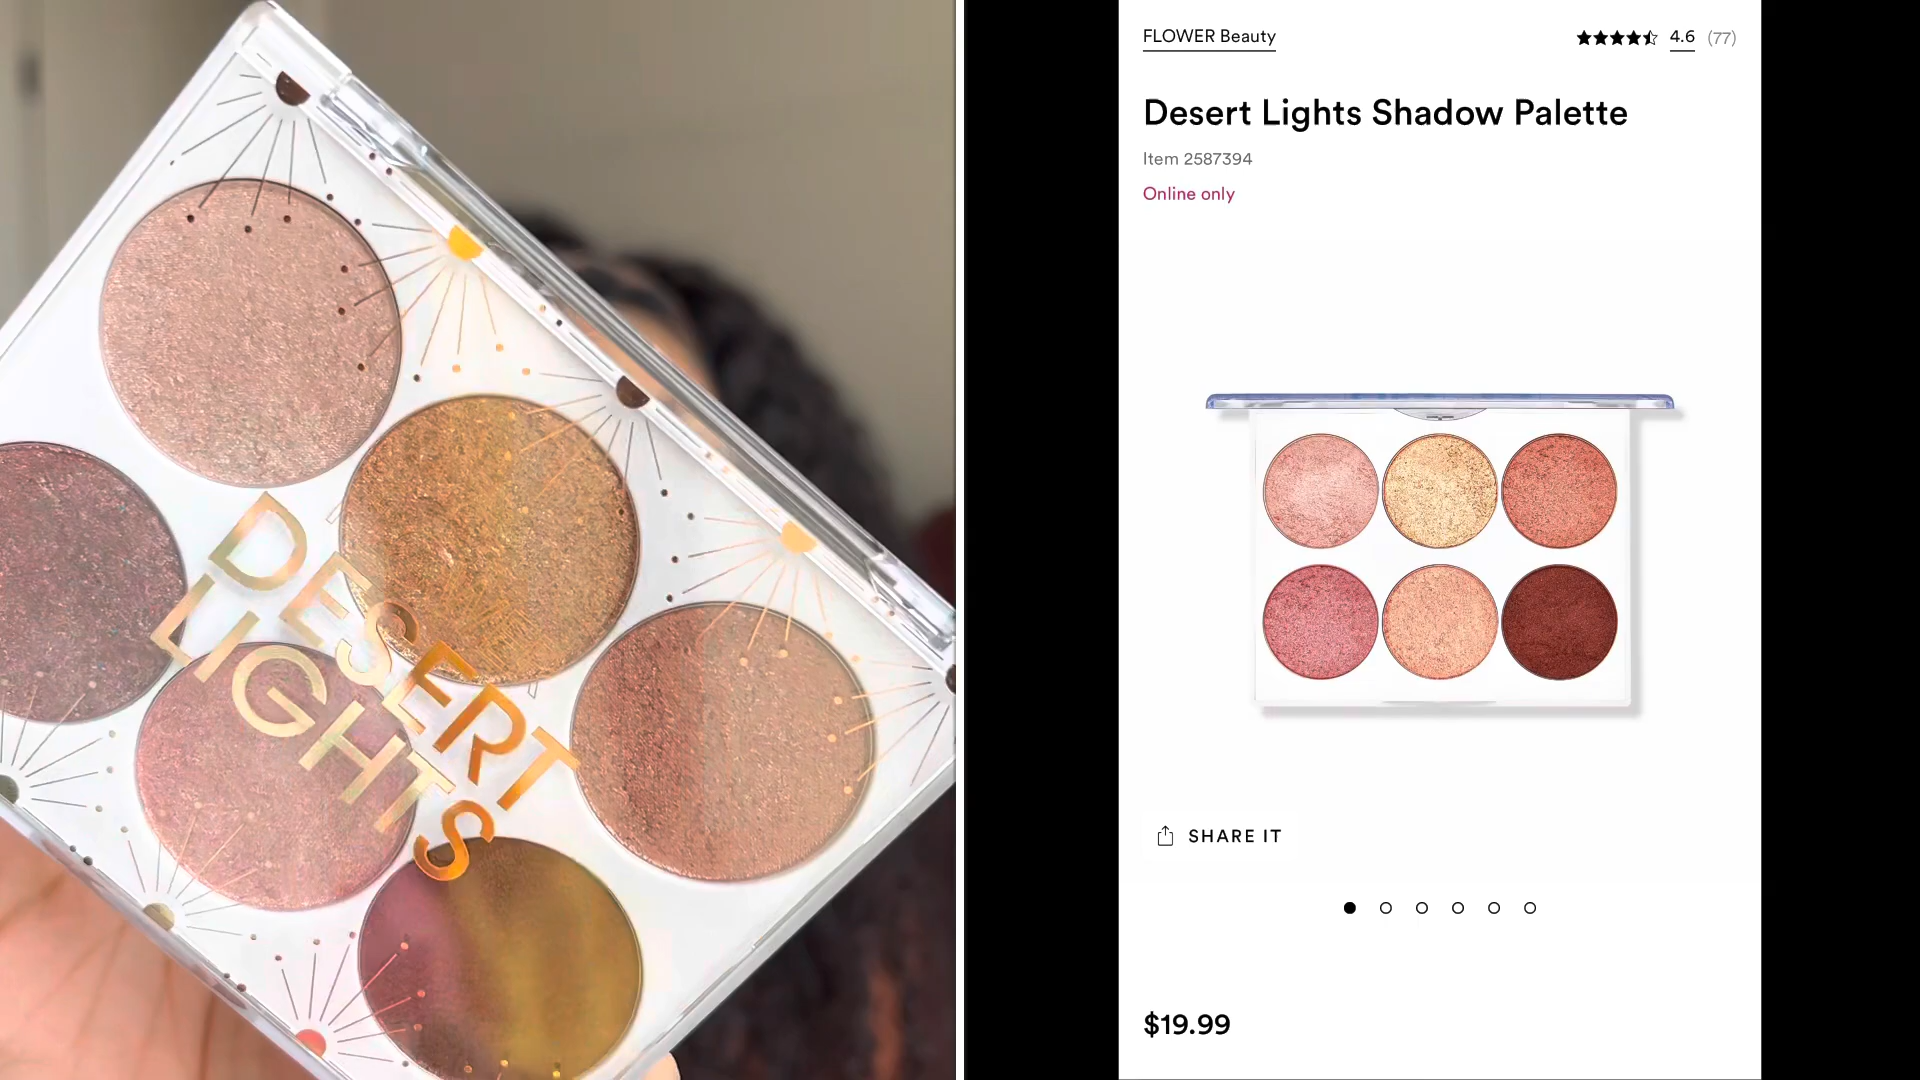 DESERT
LIGHTS
FLOWER Beauty
4.6 (77)
Desert Lights Shadow Palette
Item 2587394
Online only
SHARE IT
$19.99